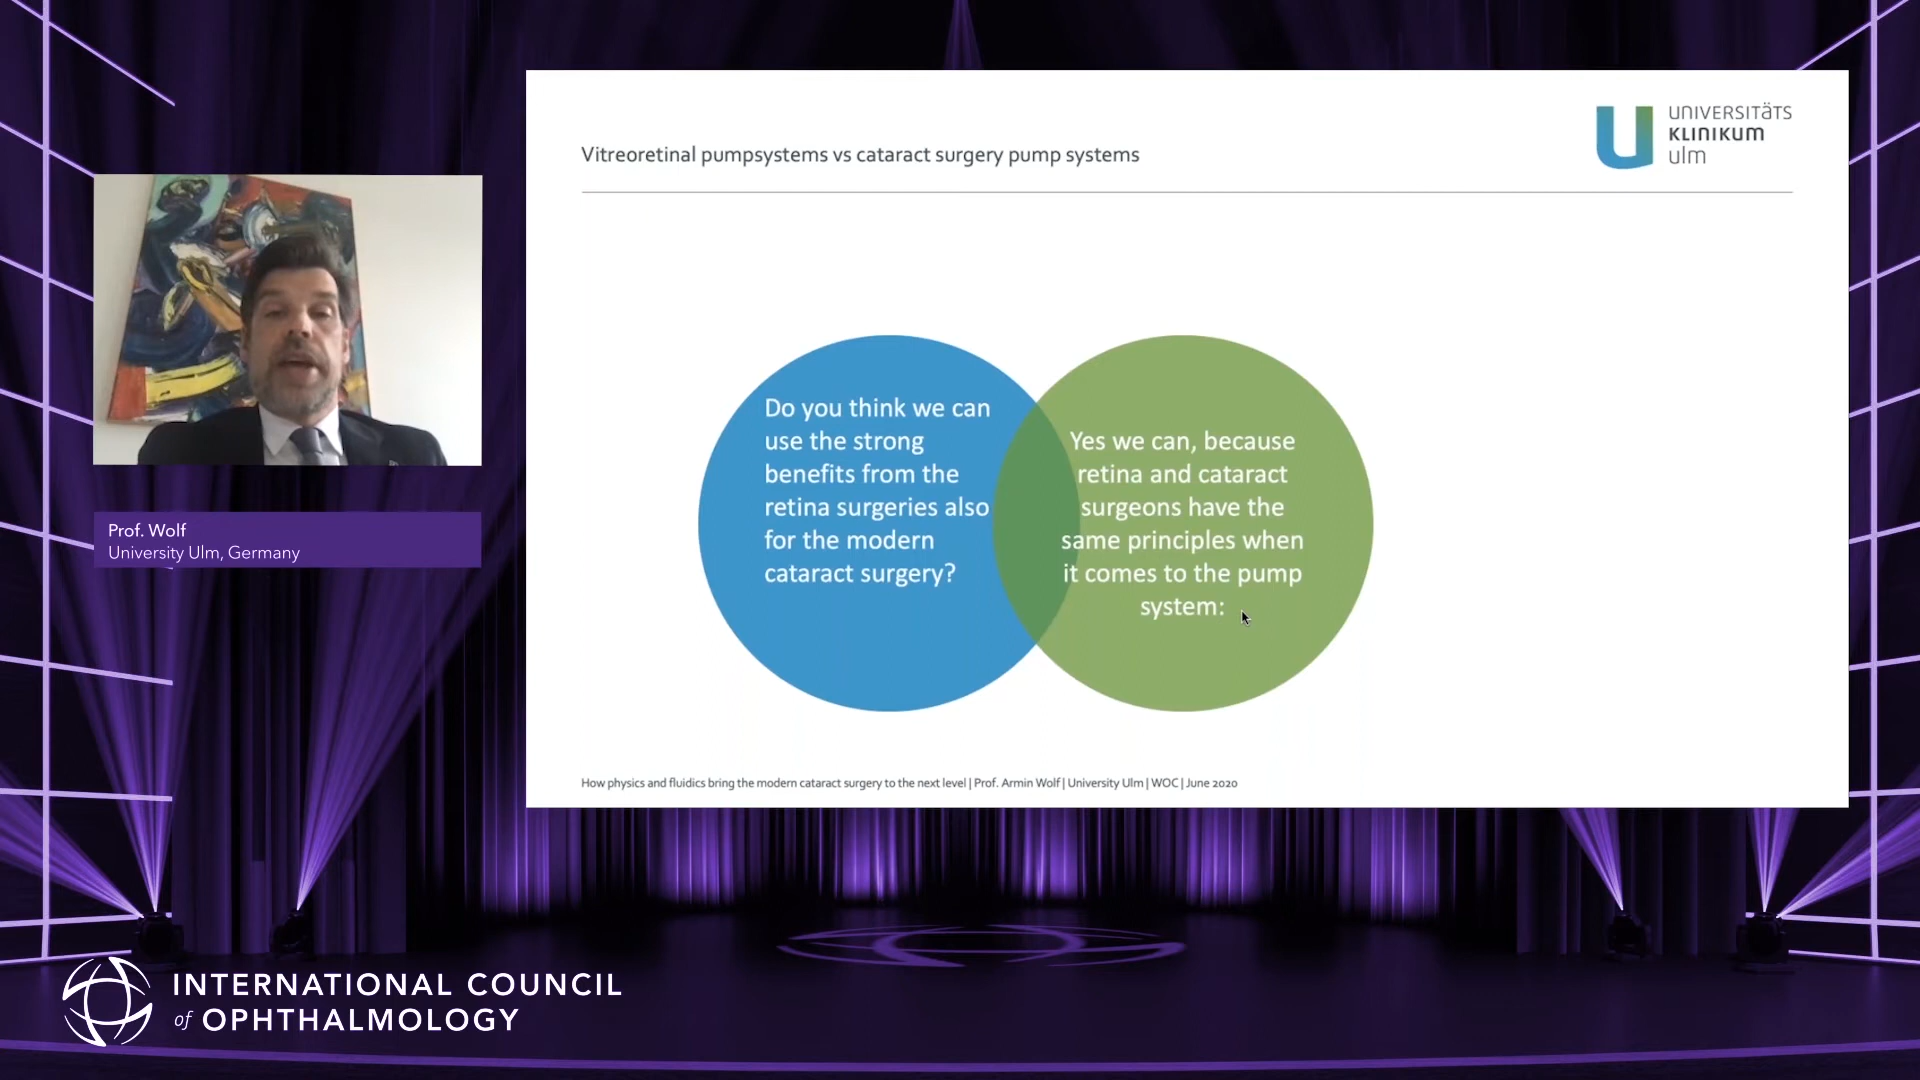 Vitreoretinal pumpsystems vs cataract surgery pump systems
UNIVERSITÄTS
KLINIKUM
ulm
Do you think we can
use the strong
benefits from the
retina surgeries also
for the modern
cataract surgery?
Yes we can, because
retina and cataract
surgeons have the
same principles when
it comes to the pump
system:
How physics and fluidics bring the modern cataract surgery to the next level | Prof. Armin Wolf | University Ulm | WOC | June 2020
Prof. Wolf
University Ulm, Germany
INTERNATIONAL COUNCIL
of OPHTHALMOLOGY